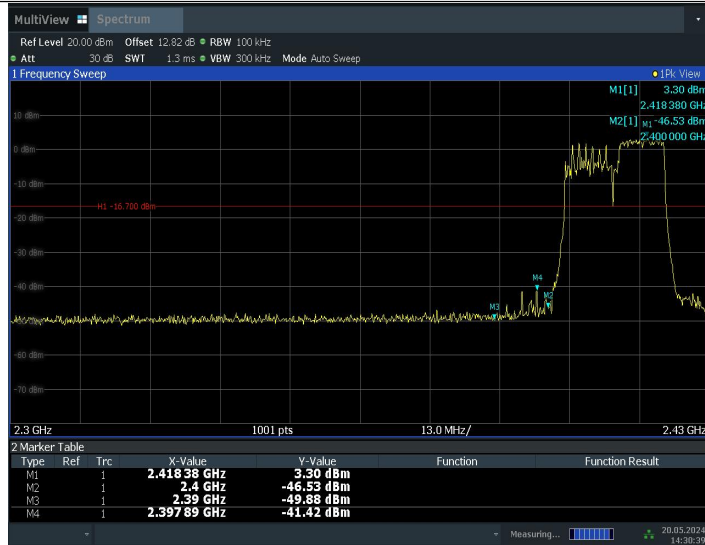 MultiView Spectrum
Ref Level 20.00 dBm Offset 12.82 dB RBW 100 kHz
Att 30 dB SWT 1.3 ms VBW 300 kHz Mode Auto Sweep
1 Frequency Sweep 1Pk View
M1[1] 3.30 dBm
2.418 380 GHz
10 dBm
M2[1] M1 -46.53 dBm
2.400 000 GHz
0 dBm
-10 dBm
H1 -16.700 dBm
-20 dBm
-30 dBm
M4
-40 dBm
M2
M3
-60 dBm
-70 dBm
2.3 GHz 1001 pts 13.0 MHz/ 2.43 GHz
2 Marker Table
Type Ref Trc X-Value Y-Value Function Function Result
M1 1 2.418 38 GHz 3.30 dBm
M2 1 2.4 GHz -46.53 dBm
M3 1 2.39 GHz -49.88 dBm
M4 1 2.397 89 GHz -41.42 dBm
Measuring... 20.05.2024
14:30:39